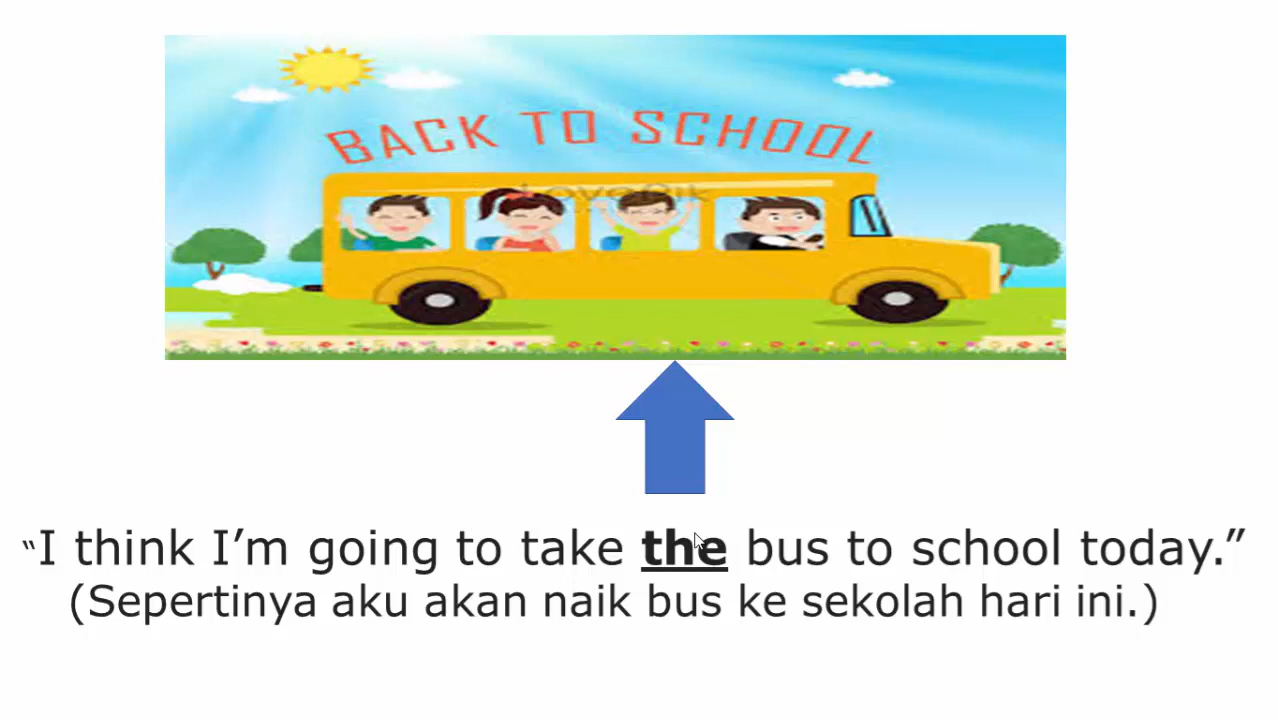 BACK TO SCHOOL
LovePik
“I think I’m going to take the bus to school today.”
(Sepertinya aku akan naik bus ke sekolah hari ini.)